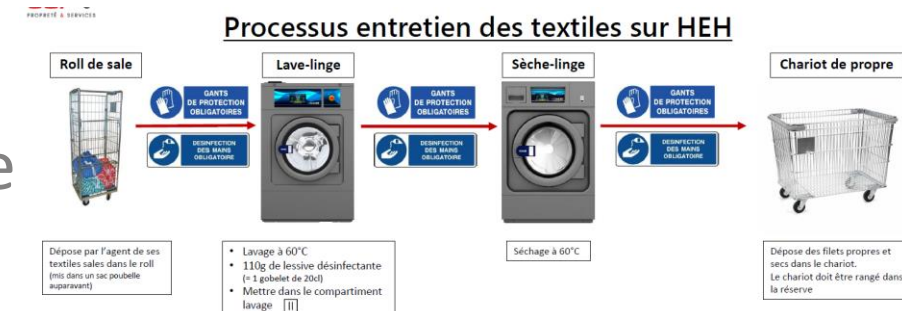 PROPRETÉ & SERVICES
Processus entretien des textiles sur HEH
Roll de sale
Lave-linge
Sèche-linge
Chariot de propre
GANTS
DE PROTECTION
OBLIGATOIRES
DESINFECTION
DES MAINS
OBLIGATOIRE
GANTS
DE PROTECTION
OBLIGATOIRES
DESINFECTION
DES MAINS
OBLIGATOIRE
GANTS
DE PROTECTION
OBLIGATOIRES
DESINFECTION
DES MAINS
OBLIGATOIRE
e
Dépose par l'agent de ses
textiles sales dans le roll
(mis dans un sac poubelle
auparavant)
• Lavage à 60°C
• 110g de lessive désinfectante
(= 1 gobelet de 20cl)
• Mettre dans le compartiment
lavage II
Séchage à 60°C
Dépose des filets propres et
secs dans le chariot.
Le chariot doit être rangé dans
la réserve